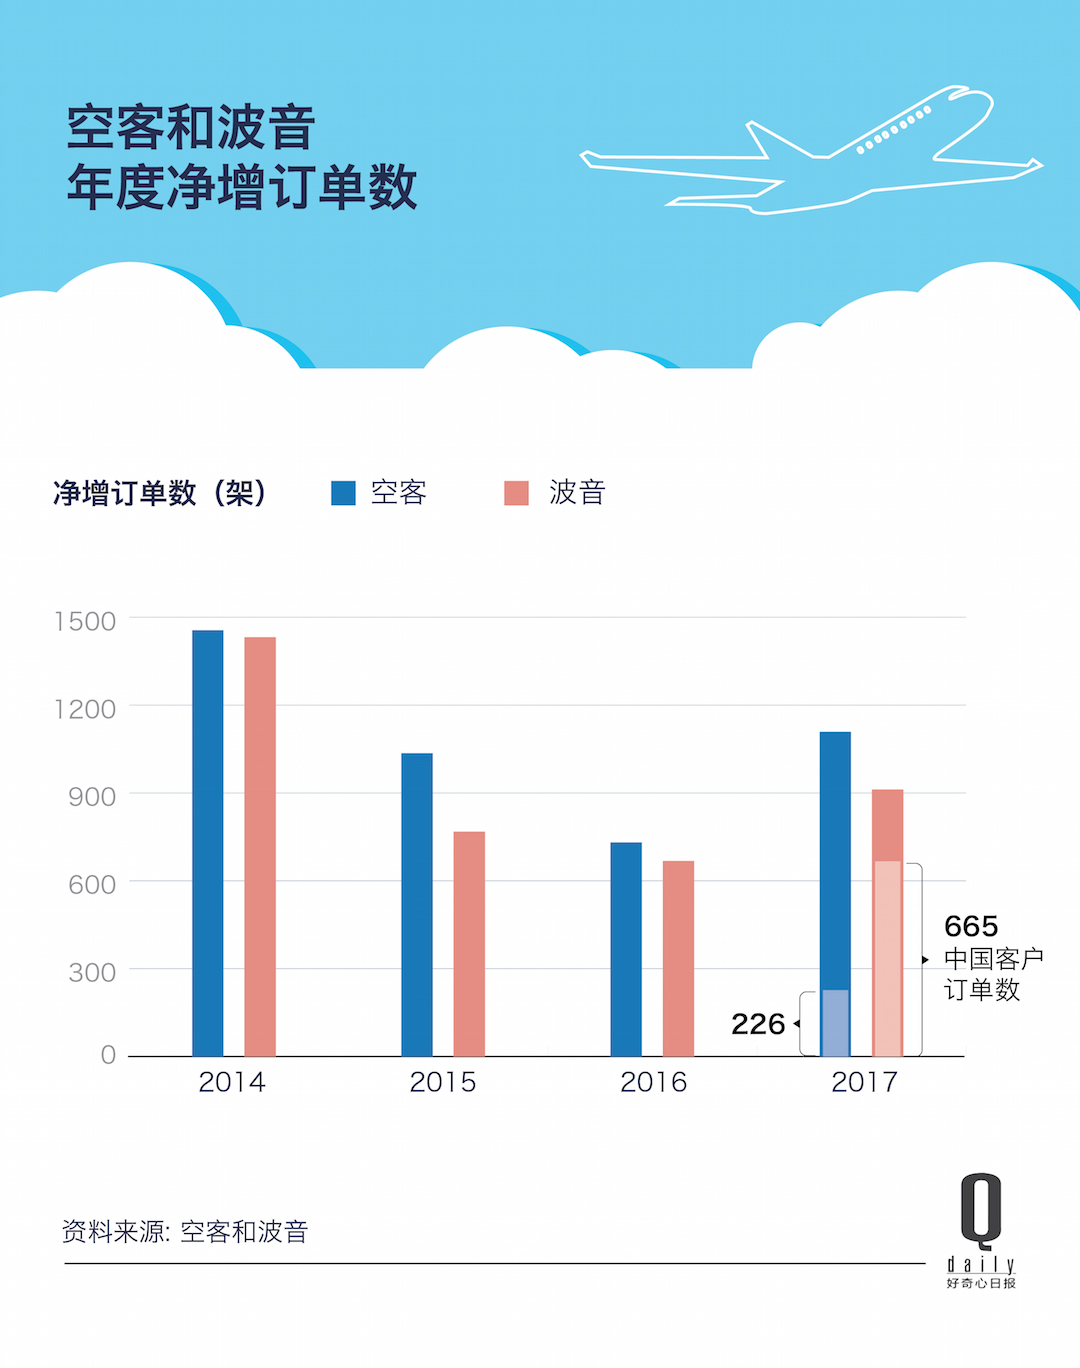 空客和波音
年度净增订单数
净增订单数（架） 空客 波音
1500
1200
900
600
300
0
665
中国客户
订单数
226
2014 2015 2016 2017
资料来源: 空客和波音
Q
daily
好奇心日报